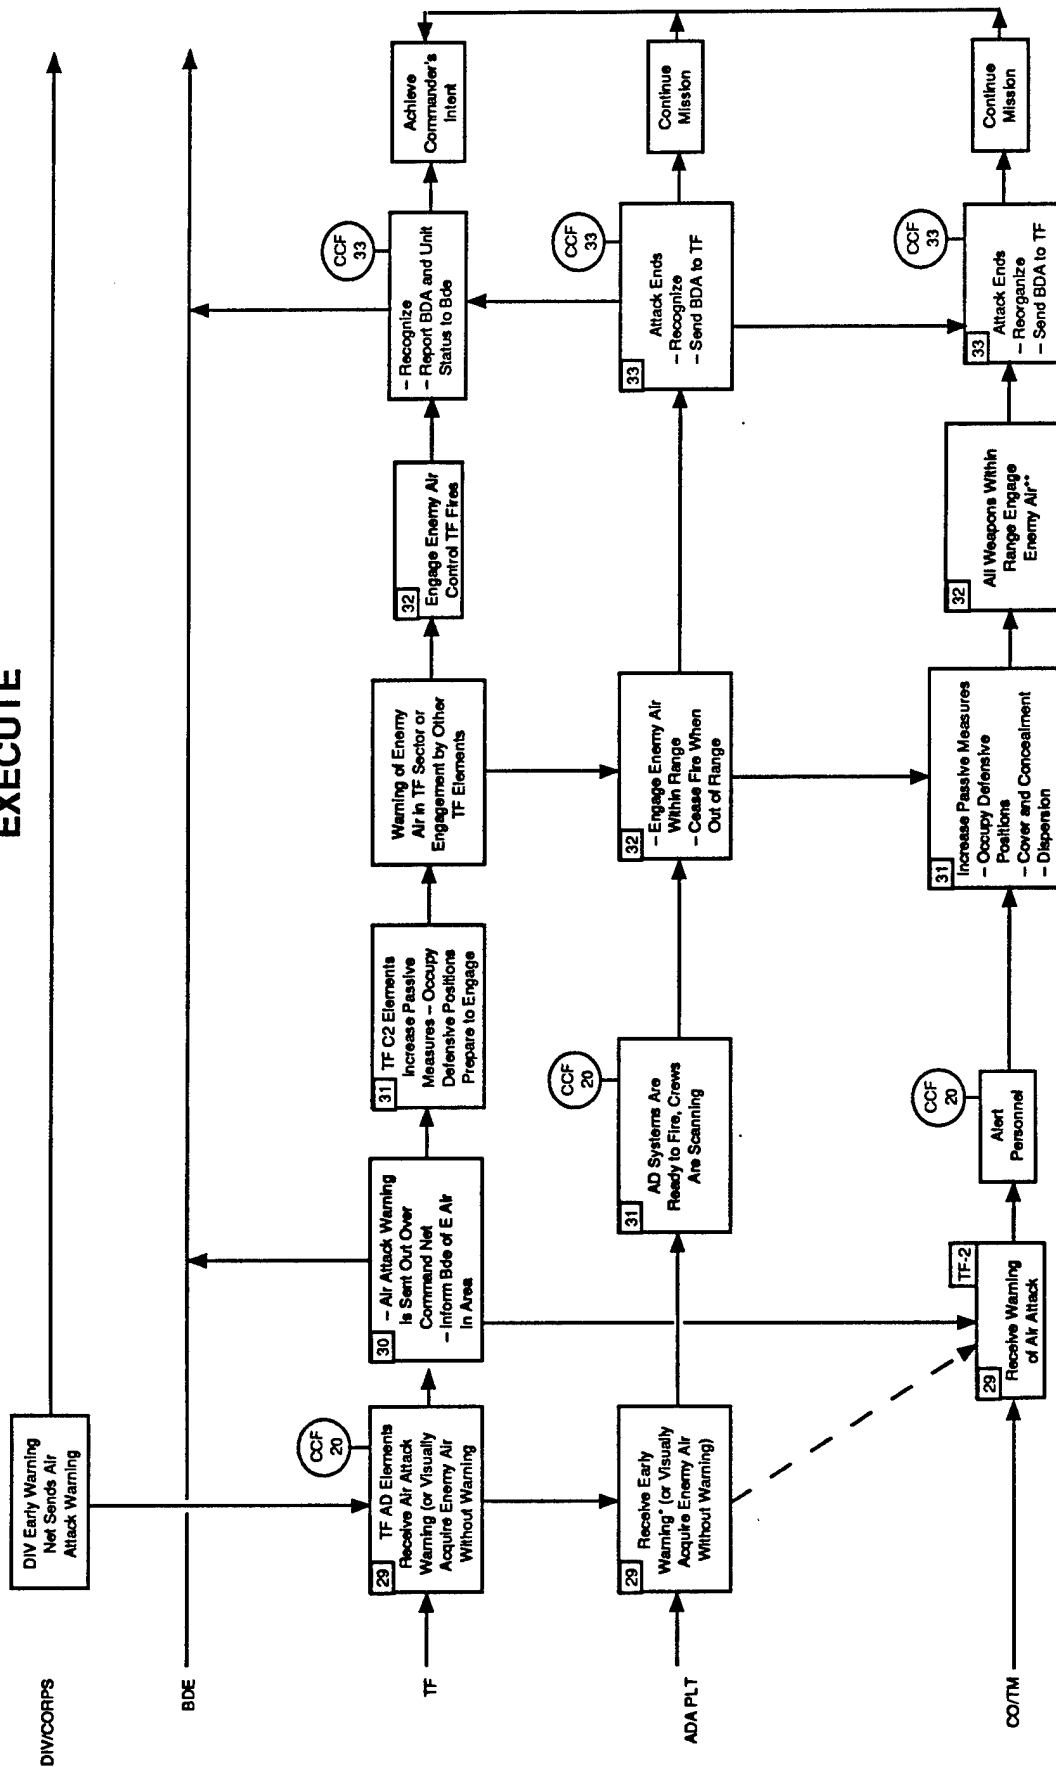 EXECUTE
DIV/CORPS
DIV Early Warning
Net Sends Air
Attack Warning
BDE
TF
29
TF AD Elements
Receive Air Attack
Warning (or Visually
Acquire Enemy Air
Without Warning)
CCF
20
30
– Air Attack Warning
is Sent Out Over
Command Net
– Inform Bde of E Air
in Area
31
TF C2 Elements
Increase Passive
Measures – Occupy
Defensive Positions
Prepare to Engage
Warning of Enemy
Air in TF Sector or
Engagement by Other
TF Elements
32
Engage Enemy Air
Control TF Fires
– Recognize
– Report BDA and Unit
Status to Bde
CCF
33
Achieve
Commander's
Intent
ADA PLT
29
Receive Early
Warning* (or Visually
Acquire Enemy Air
Without Warning)
31
AD Systems Are
Ready to Fire, Crews
Are Scanning
CCF
20
32
– Engage Enemy Air
Within Range
– Cease Fire When
Out of Range
33
Attack Ends
– Recognize
– Send BDA to TF
CCF
33
Continue
Mission
CO/TM
29
TF-2
Receive Warning
of Air Attack
Alert
Personnel
CCF
20
31
Increase Passive Measures
– Occupy Defensive
Positions
– Cover and Concealment
– Dispersion
32
All Weapons Within
Range Engage
Enemy Air**
33
Attack Ends
– Reorganize
– Send BDA to TF
CCF
33
Continue
Mission